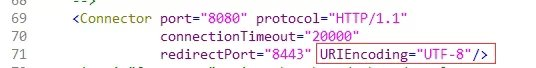 -->
69 <Connector port="8080" protocol="HTTP/1.1"
70 connectionTimeout="20000"
71 redirectPort="8443" URIEncoding="UTF-8"/>